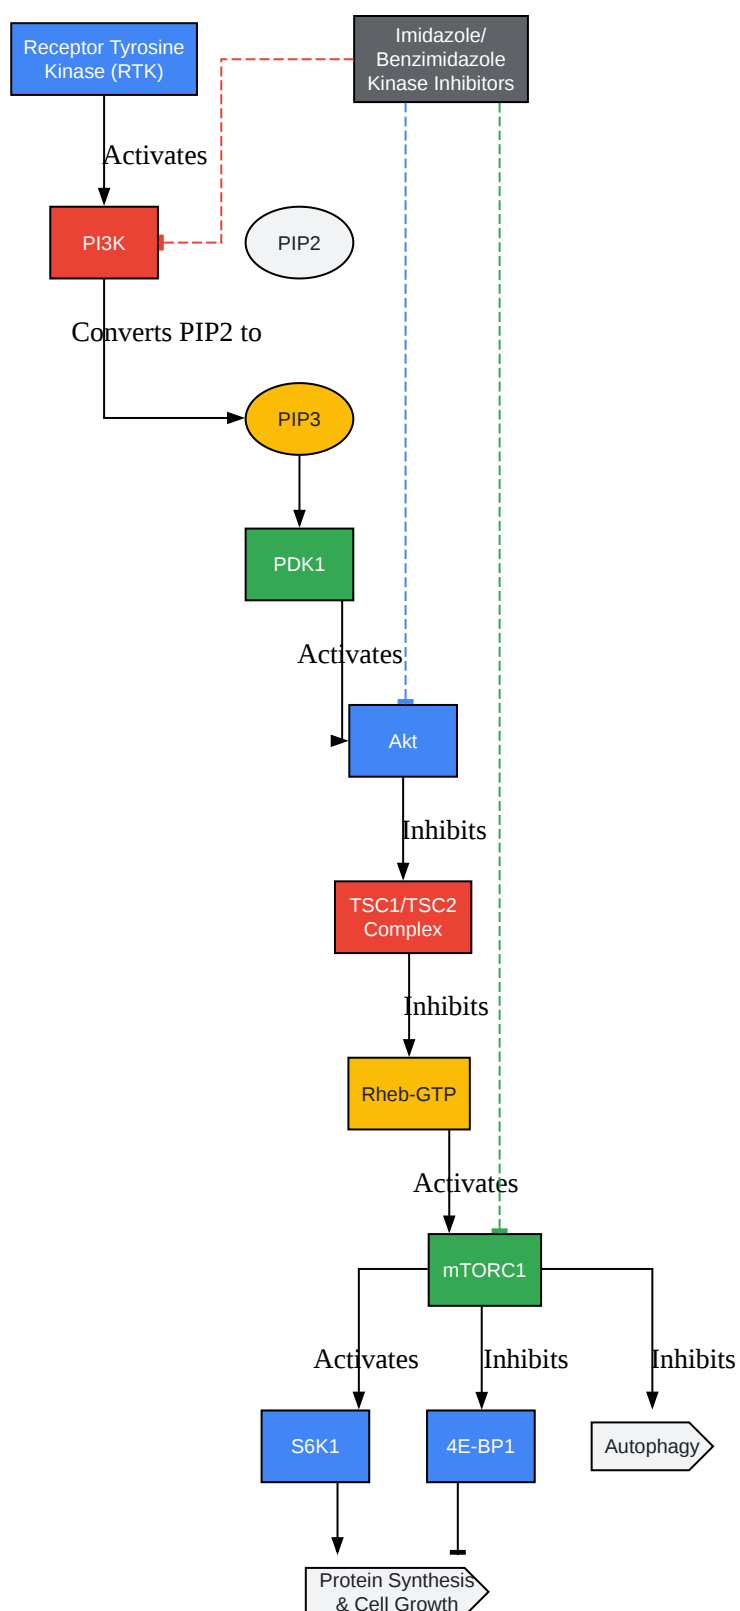 Receptor Tyrosine
Kinase (RTK)
Imidazole/
Benzimidazole
Kinase Inhibitors
Activates
PI3K
PIP2
Converts PIP2 to
PIP3
PDK1
Activates
Akt
Inhibits
TSC1/TSC2
Complex
Inhibits
Rheb-GTP
Activates
mTORC1
Activates
Inhibits
Inhibits
S6K1
4E-BP1
Autophagy
Protein Synthesis
& Cell Growth